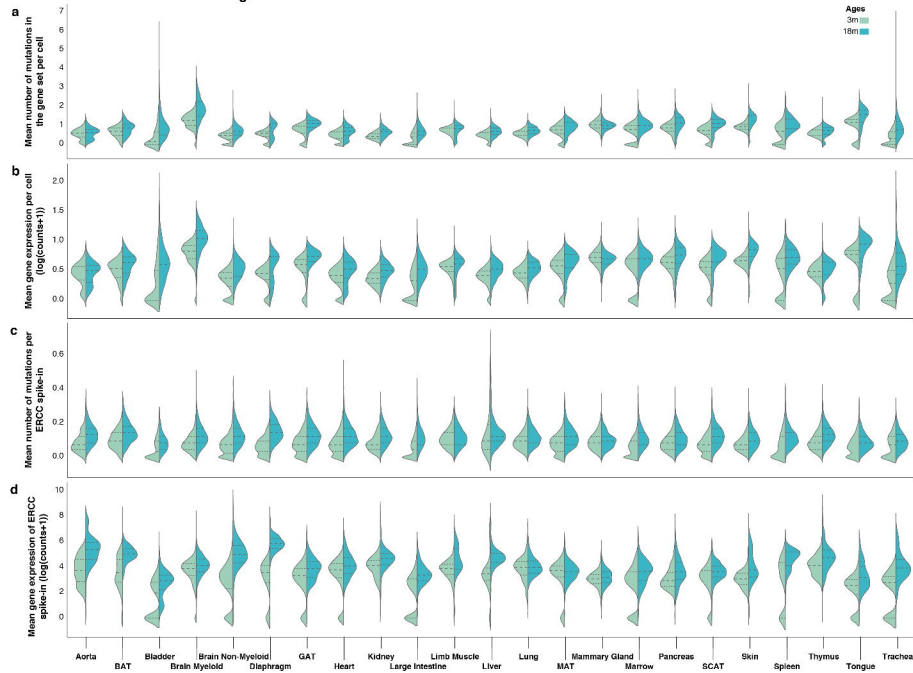 a
Mean number of mutations in
the gene set per cell
7
6
5
4
3
2
1
0
Ages
3m
18m
b
Mean gene expression per cell
(log(counts+1))
2.0
1.5
1.0
0.5
0.0
c
Mean number of mutations per
ERCC spike-in
0.6
0.4
0.2
0.0
d
Mean gene expression of ERCC
spike-in (log(counts+1))
10
8
6
4
2
0
Aorta
BAT
Bladder
Brain Myeloid
Brain Non-Myeloid
Diaphragm
GAT
Heart
Kidney
Large Intestine
Limb Muscle
Liver
Lung
MAT
Mammary Gland
Marrow
Pancreas
SCAT
Skin
Spleen
Thymus
Tongue
Trachea